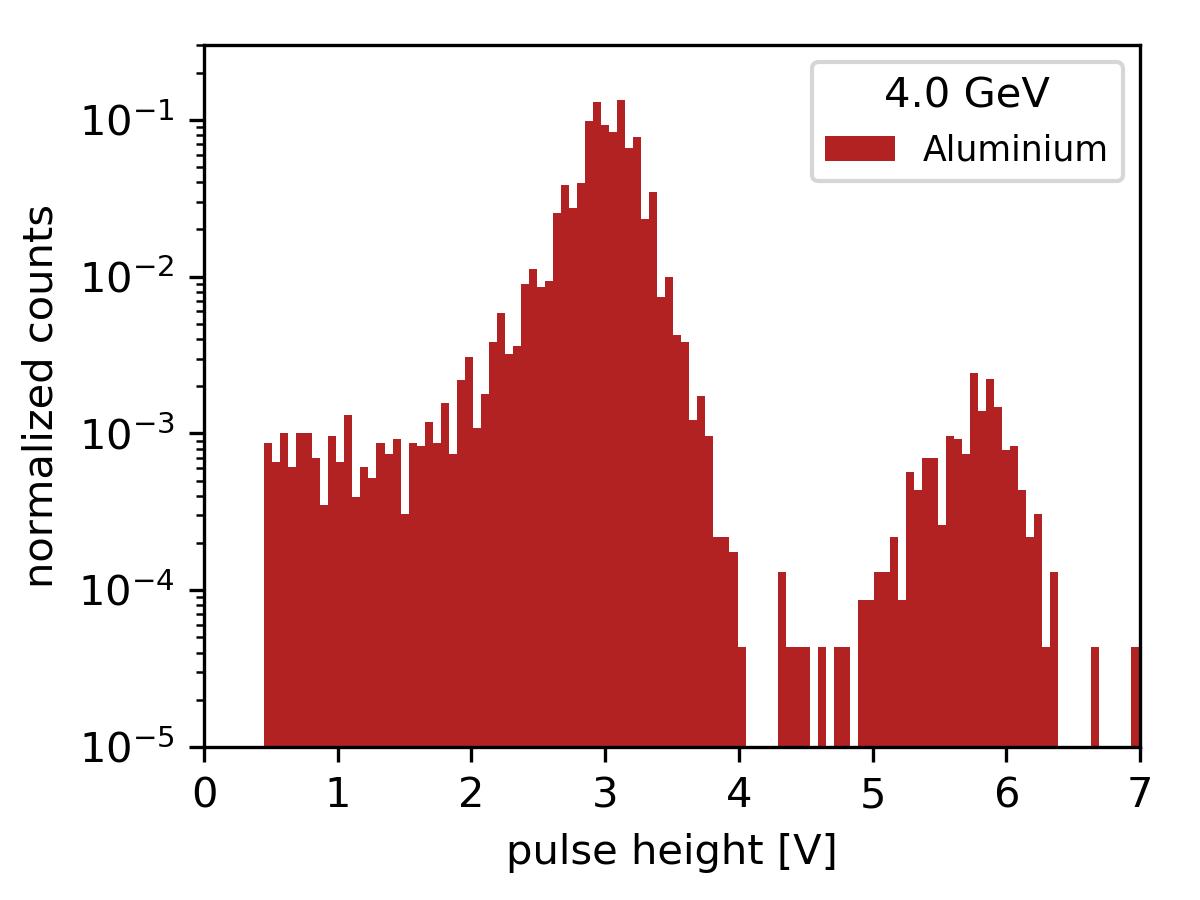 4.0 GeV
Aluminium
normalized counts
10⁻¹
10⁻²
10⁻³
10⁻⁴
10⁻⁵
0 1 2 3 4 5 6 7
pulse height [V]